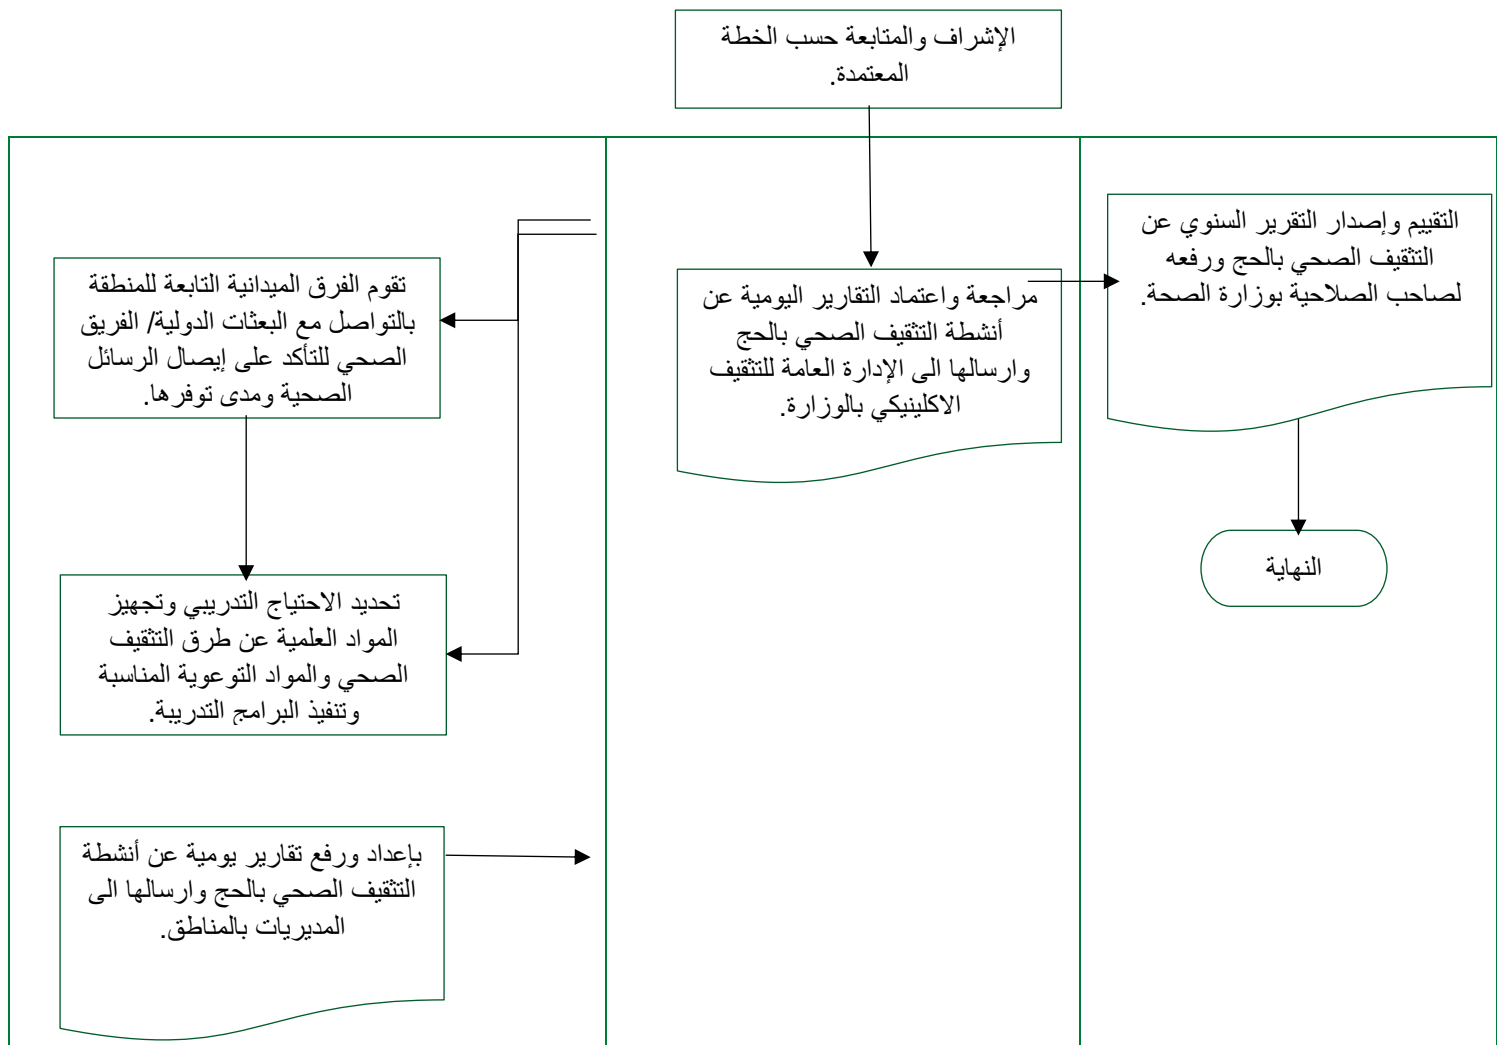 الإشراف والمتابعة حسب الخطة
المعتمدة.
التقييم وإصدار التقرير السنوي عن
التثقيف الصحي بالحج ورفعه
لصاحب الصلاحية بوزارة الصحة.
النهاية
مراجعة واعتماد التقارير اليومية عن
أنشطة التثقيف الصحي بالحج
وارسالها الى الإدارة العامة للتثقيف
الاكلينيكي بالوزارة.
تقوم الفرق الميدانية التابعة للمنطقة
بالتواصل مع البعثات الدولية/ الفريق
الصحي للتأكد على إيصال الرسائل
الصحية ومدى توفرها.
تحديد الاحتياج التدريبي وتجهيز
المواد العلمية عن طرق التثقيف
الصحي والمواد التوعوية المناسبة
وتنفيذ البرامج التدريبة.
بإعداد ورفع تقارير يومية عن أنشطة
التثقيف الصحي بالحج وارسالها الى
المديريات بالمناطق.